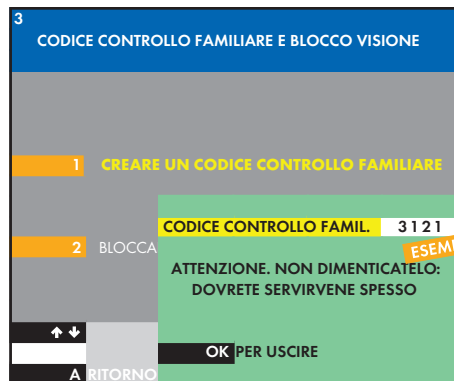 3
CODICE CONTROLLO FAMILIARE E BLOCCO VISIONE
1 CREARE UN CODICE CONTROLLO FAMILIARE
CODICE CONTROLLO FAMIL. 3121
2 BLOCCA
ATTENZIONE. NON DIMENTICATELO:
DOVRETE SERVIRVENE SPESSO
OK PER USCIRE
A RITORNO